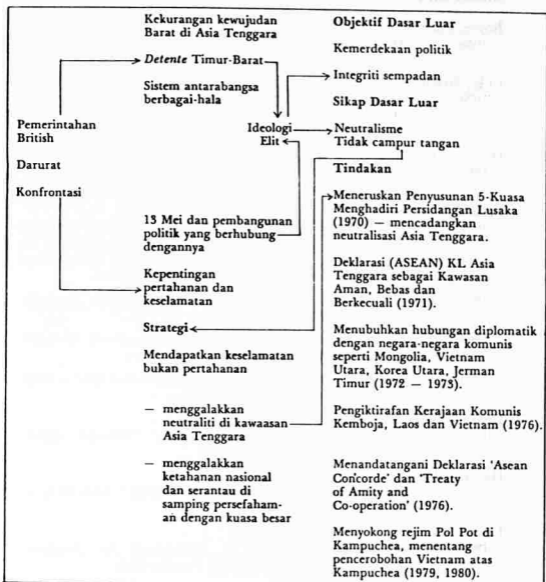 Pemerintahan
British
Darurat
Konfrontasi
Kekurangan kewujudan
Barat di Asia Tenggara
Detente Timur-Barat
Sistem antarabangsa
berbagai-hala
Ideologi
Elit
13 Mei dan pembangunan
politik yang berhubung
dengannya
Kepentingan
pertahanan dan
keselamatan
Strategi
Mendapatkan keselamatan
bukan pertahanan
— menggalakkan
neutraliti di kawaasan
Asia Tenggara
— menggalakkan
ketahanan nasional
dan serantau di
samping persefaham-
an dengan kuasa besar
Objektif Dasar Luar
Kemerdekaan politik
Integriti sempadan
Sikap Dasar Luar
Neutralisme
Tidak campur tangan
Tindakan
Meneruskan Penyusunan 5-Kuasa
Menghadiri Persidangan Lusaka
(1970) — mencadangkan
neutralisasi Asia Tenggara.
Deklarasi (ASEAN) KL Asia
Tenggara sebagai Kawasan
Aman, Bebas dan
Berkecuali (1971).
Menubuhkan hubungan diplomatik
dengan negara-negara komunis
seperti Mongolia, Vietnam
Utara, Korea Utara, Jerman
Timur (1972 — 1973).
Pengiktirafan Kerajaan Komunis
Kemboja, Laos dan Vietnam (1976).
Menandatangani Deklarasi 'Asean
Concorde' dan 'Treaty
of Amity and
Co-operation' (1976).
Menyokong rejim Pol Pot di
Kampuchea, menentang
pencerobohan Vietnam atas
Kampuchea (1979, 1980).